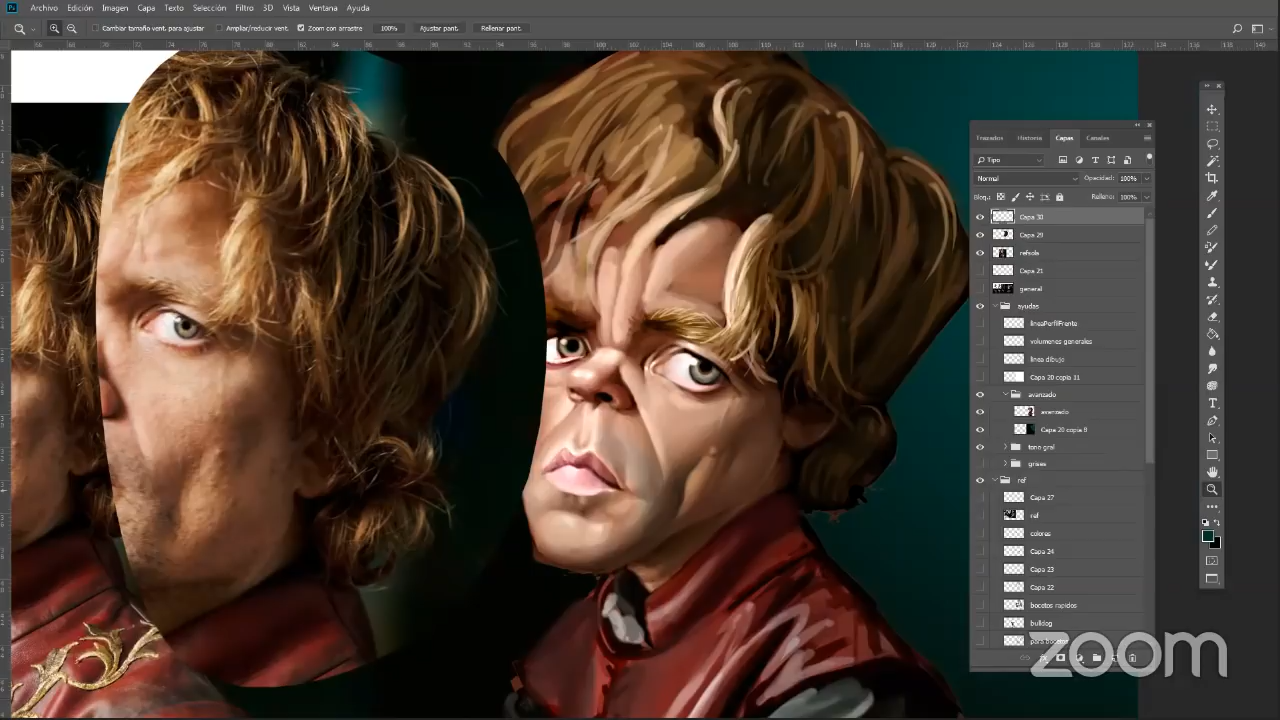 Ps Archivo Edición Imagen Capa Texto Selección Filtro 3D Vista Ventana Ayuda
Cambiar tamaño vent. para ajustar Ampliar/reducir vent. Zoom con arrastre 100% Ajustar pant. Rellenar pant.
Trazados Historia Capas Canales
Tipo
Normal Opacidad: 100%
Bloq.: Relleno: 100%
Capa 30
Capa 29
refsols
Capa 21
general
ayudas
lineaPerfilFrente
volumenes generales
linea dibujo
Capa 20 copia 11
avanzado
avanzado
Capa 20 copia 8
tono gral
grises
ref
Capa 27
ref
colores
Capa 24
Capa 23
Capa 22
bocetos rapidos
bulldog
zoom